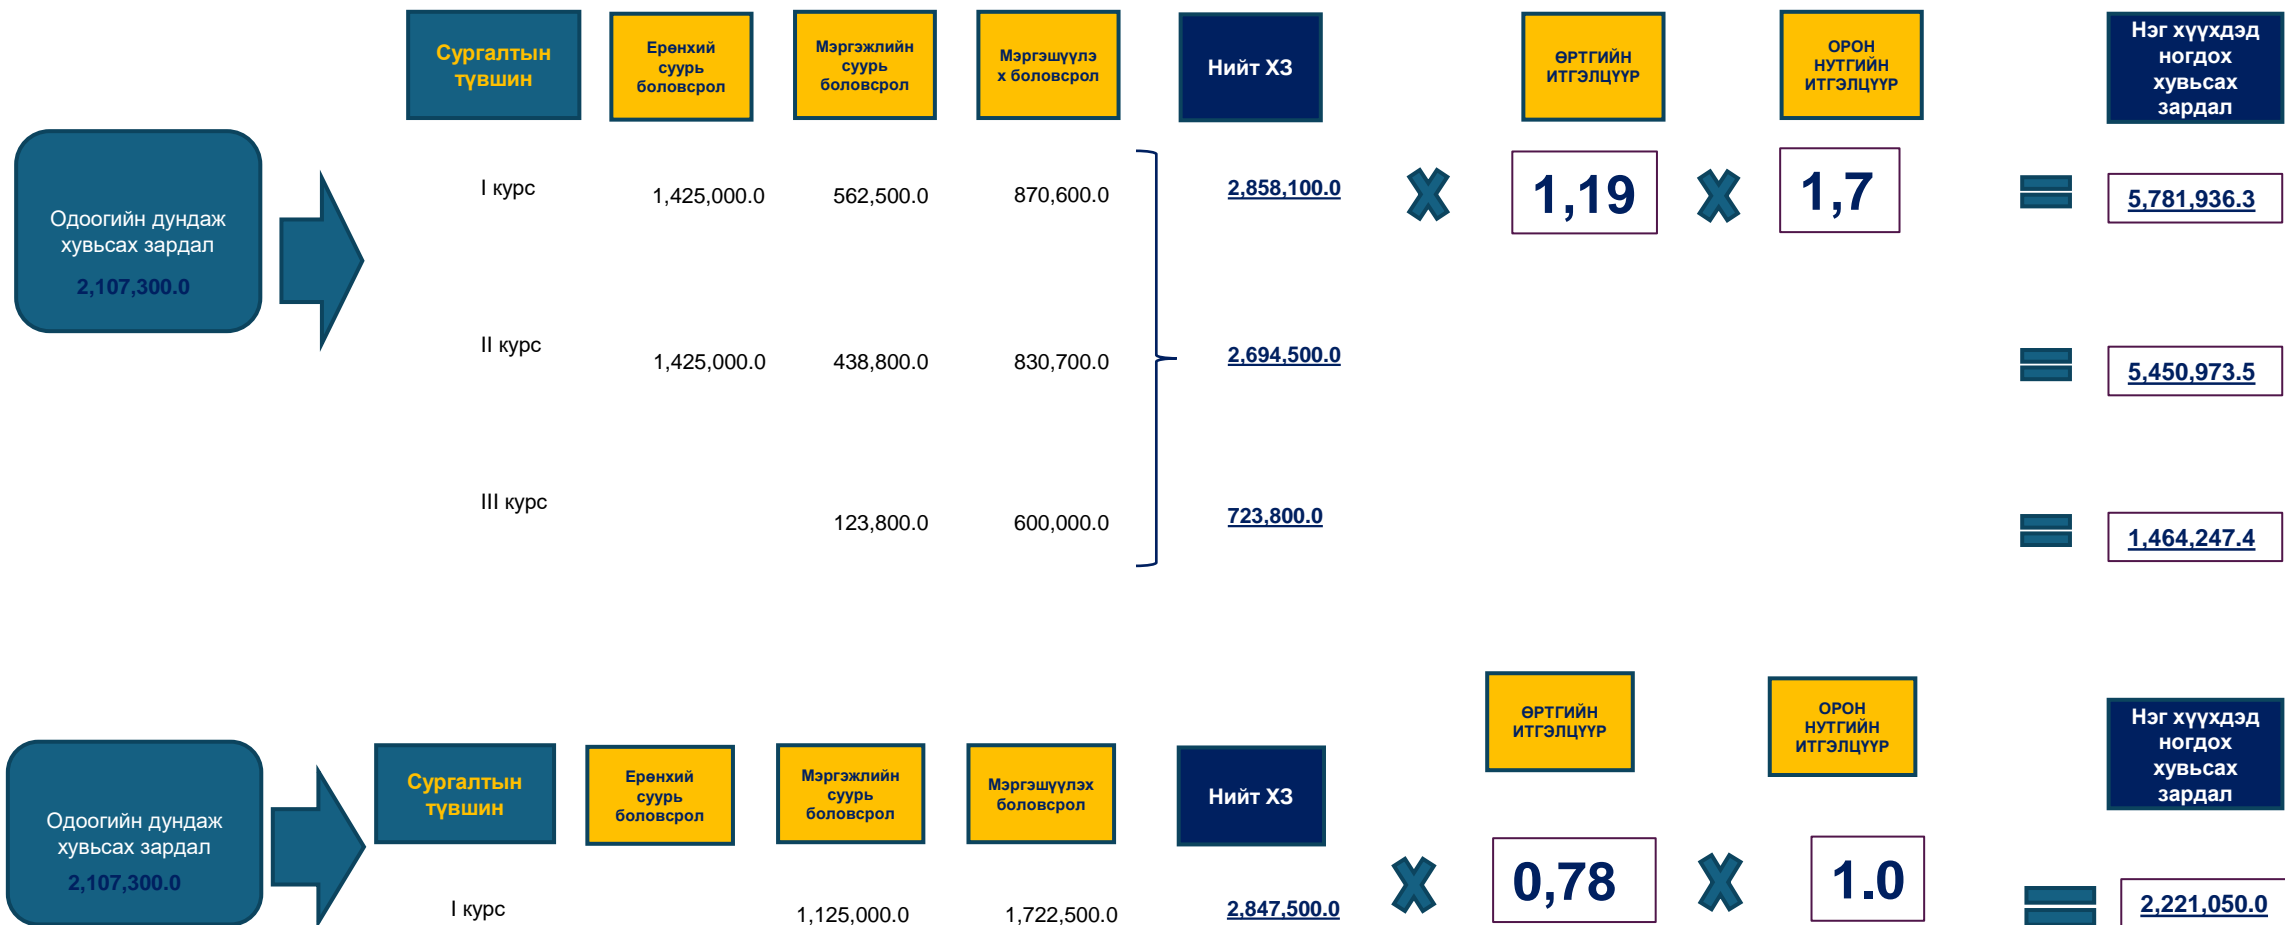 Сургалтын
түвшин
Ерөнхий
суурь
боловсрол
Мэргэжлийн
суурь
боловсрол
Мэргэшүүлэ
х боловсрол
Нийт ХЗ
ӨРТГИЙН
ИТГЭЛЦҮҮР
ОРОН
НУТГИЙН
ИТГЭЛЦҮҮР
Нэг хүүхдэд
ногдох
хувьсах
зардал
Одоогийн дундаж
хувьсах зардал
2,107,300.0
I курс 1,425,000.0 562,500.0 870,600.0 2,858,100.0 1,19 1,7 5,781,936.3
II курс 1,425,000.0 438,800.0 830,700.0 2,694,500.0 5,450,973.5
III курс 123,800.0 600,000.0 723,800.0 1,464,247.4
ӨРТГИЙН
ИТГЭЛЦҮҮР
ОРОН
НУТГИЙН
ИТГЭЛЦҮҮР
Нэг хүүхдэд
ногдох
хувьсах
зардал
Сургалтын
түвшин
Ерөнхий
суурь
боловсрол
Мэргэжлийн
суурь
боловсрол
Мэргэшүүлэх
боловсрол
Нийт ХЗ
Одоогийн дундаж
хувьсах зардал
2,107,300.0
I курс 1,125,000.0 1,722,500.0 2,847,500.0 0,78 1.0 2,221,050.0